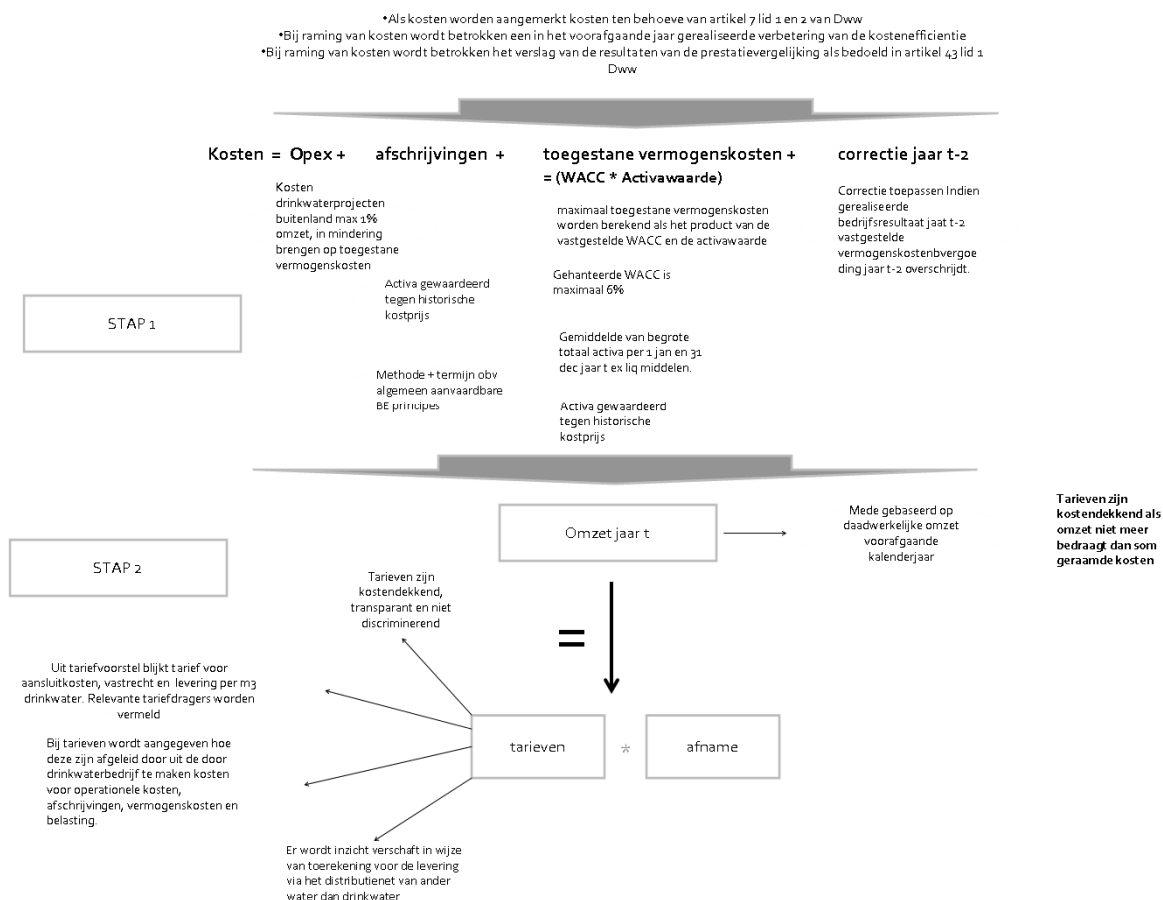 •Als kosten worden aangemerkt kosten ten behoeve van artikel 7 lid 1 en 2 van Dww
•Bij raming van kosten wordt betrokken een in het voorafgaande jaar gerealiseerde verbetering van de kostenefficientie
•Bij raming van kosten wordt betrokken het verslag van de resultaten van de prestatievergelijking als bedoeld in artikel 43 lid 1
Dww
Kosten = Opex + afschrijvingen + toegestane vermogenskosten + correctie jaar t-2
= (WACC * Activawaarde)
Kosten
drinkwaterprojecten
buitenland max 1%
omzet, in mindering
brengen op toegestane
vermogenskosten
Activa gewaardeerd
tegen historische
kostprijs
Methode + termijn obv
algemeen aanvaardbare
BE principes
maximaal toegestane vermogenskosten
worden berekend als het product van de
vastgestelde WACC en de activawaarde
Gehanteerde WACC is
maximaal 6%
Gemiddelde van begrote
totaal activa per 1 jan en 31
dec jaar t ex liq middelen.
Activa gewaardeerd
tegen historische
kostprijs
Correctie toepassen Indien
gerealiseerde
bedrijfsresultaat jaat t-2
vastgestelde
vermogenskostenbvergoe
ding jaar t-2 overschrijdt.
STAP 1
STAP 2
Omzet jaar t
Mede gebaseerd op
daadwerkelijke omzet
voorafgaande
kalenderjaar
Tarieven zijn
kostendekkend als
omzet niet meer
bedraagt dan som
geraamde kosten
Tarieven zijn
kostendekkend,
transparant en niet
discriminerend
=
Uit tariefvoorstel blijkt tarief voor
aansluitkosten, vastrecht en levering per m3
drinkwater. Relevante tariefdragers worden
vermeld
tarieven * afname
Bij tarieven wordt aangegeven hoe
deze zijn afgeleid door uit de door
drinkwaterbedrijf te maken kosten
voor operationele kosten,
afschrijvingen, vermogenskosten en
belasting.
Er wordt inzicht verschaft in wijze
van toerekening voor de levering
via het distributienet van ander
water dan drinkwater